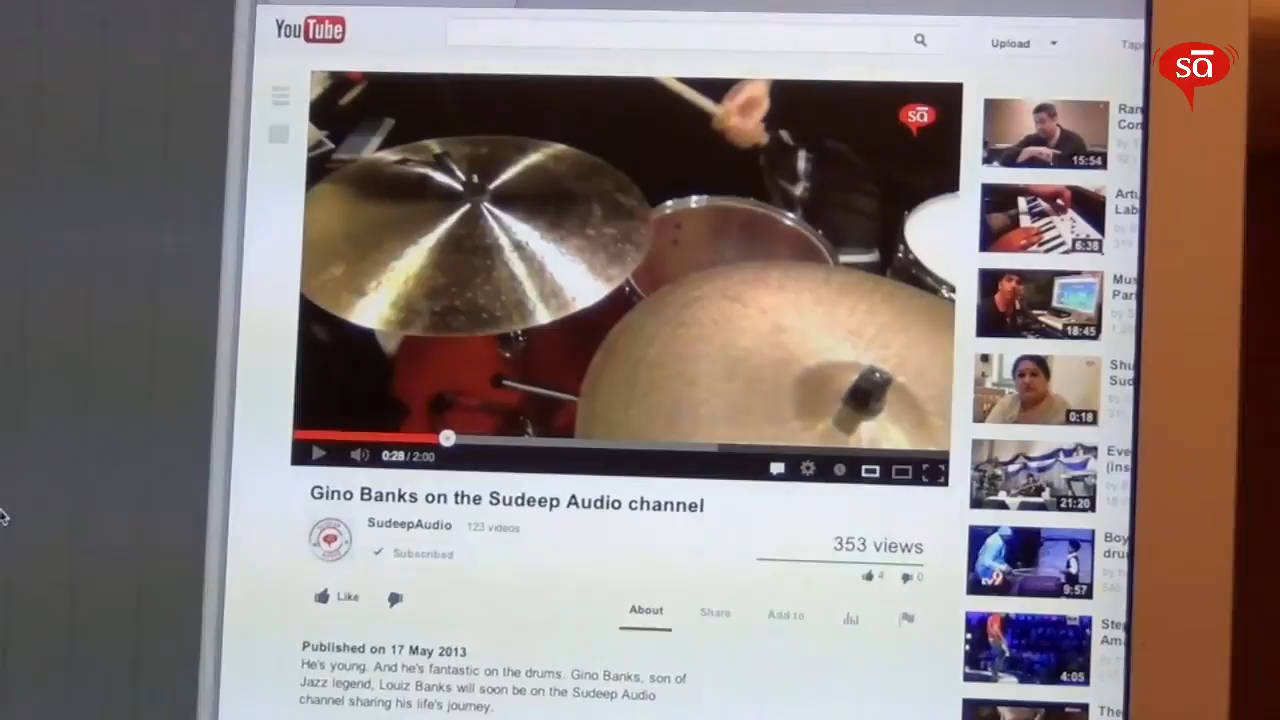 YouTube
Upload
sā
sā
15:54
6:38
18:45
0:18
21:20
9:57
4:05
0:28 / 2:00
Gino Banks on the Sudeep Audio channel
SudeepAudio 123 videos
Subscribed
353 views
4 0
Like
About Share Add to
Published on 17 May 2013
He's young. And he's fantastic on the drums. Gino Banks, son of
Jazz legend, Louiz Banks will soon be on the Sudeep Audio
channel sharing his life's journey.